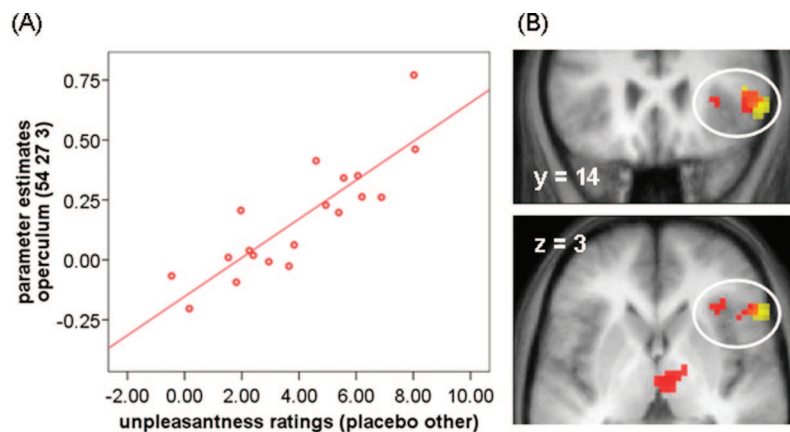 (A)
(B)
parameter estimates
operculum (54 27 3)
0.75
0.50
0.25
0.00
-0.25
-2.00 0.00 2.00 4.00 6.00 8.00 10.00
unpleasantness ratings (placebo other)
y = 14
z = 3